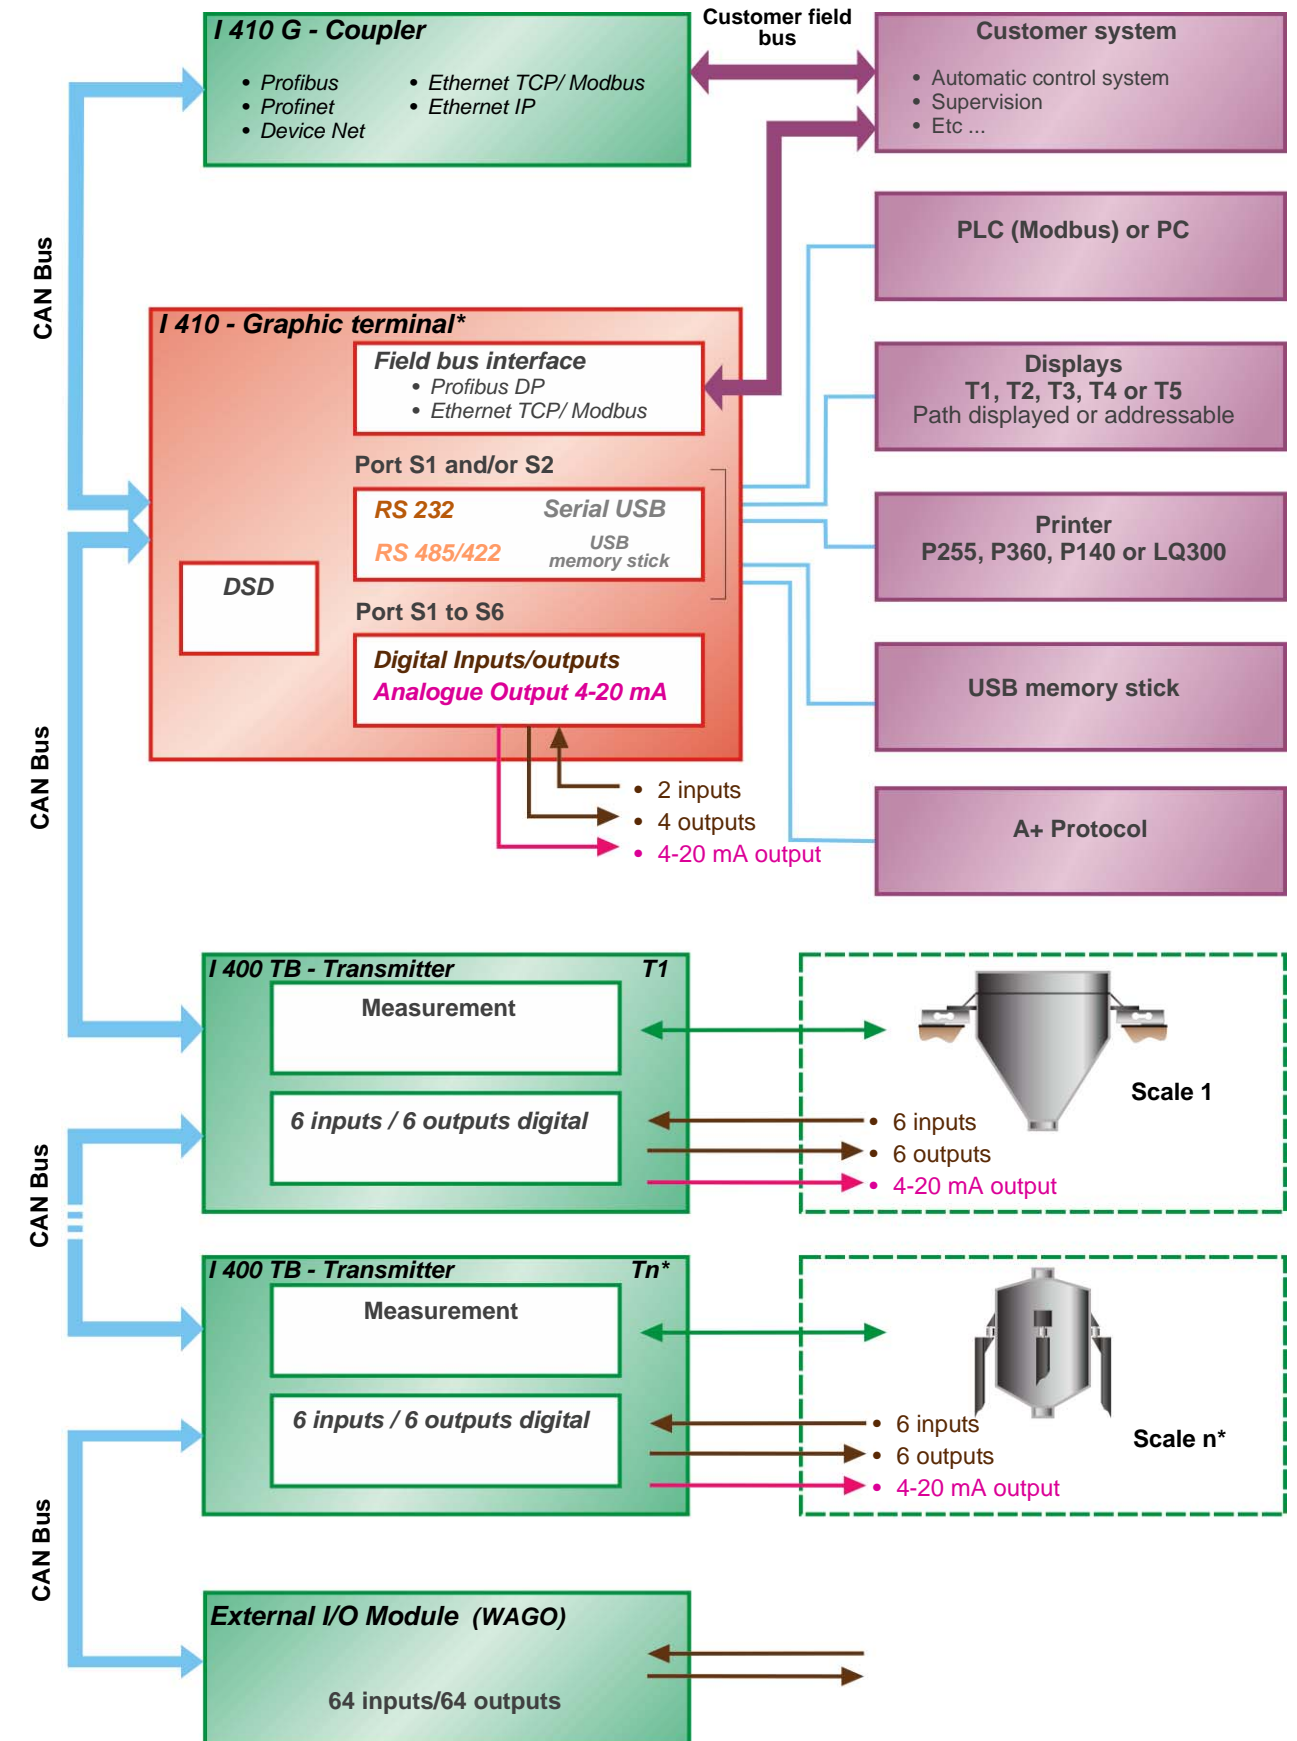 I 410 G - Coupler
• Profibus
• Profinet
• Device Net
• Ethernet TCP/ Modbus
• Ethernet IP
Customer field
bus
Customer system
• Automatic control system
• Supervision
• Etc ...
CAN Bus
PLC (Modbus) or PC
I 410 - Graphic terminal*
Field bus interface
• Profibus DP
• Ethernet TCP/ Modbus
Displays
T1, T2, T3, T4 or T5
Path displayed or addressable
Port S1 and/or S2
RS 232
Serial USB
RS 485/422
USB
memory stick
Printer
P255, P360, P140 or LQ300
DSD
Port S1 to S6
Digital Inputs/outputs
Analogue Output 4-20 mA
USB memory stick
CAN Bus
• 2 inputs
• 4 outputs
• 4-20 mA output
A+ Protocol
I 400 TB - Transmitter
T1
Measurement
6 inputs / 6 outputs digital
Scale 1
• 6 inputs
• 6 outputs
• 4-20 mA output
CAN Bus
I 400 TB - Transmitter
Tn*
Measurement
6 inputs / 6 outputs digital
• 6 inputs
• 6 outputs
• 4-20 mA output
Scale n*
CAN Bus
External I/O Module (WAGO)
64 inputs/64 outputs